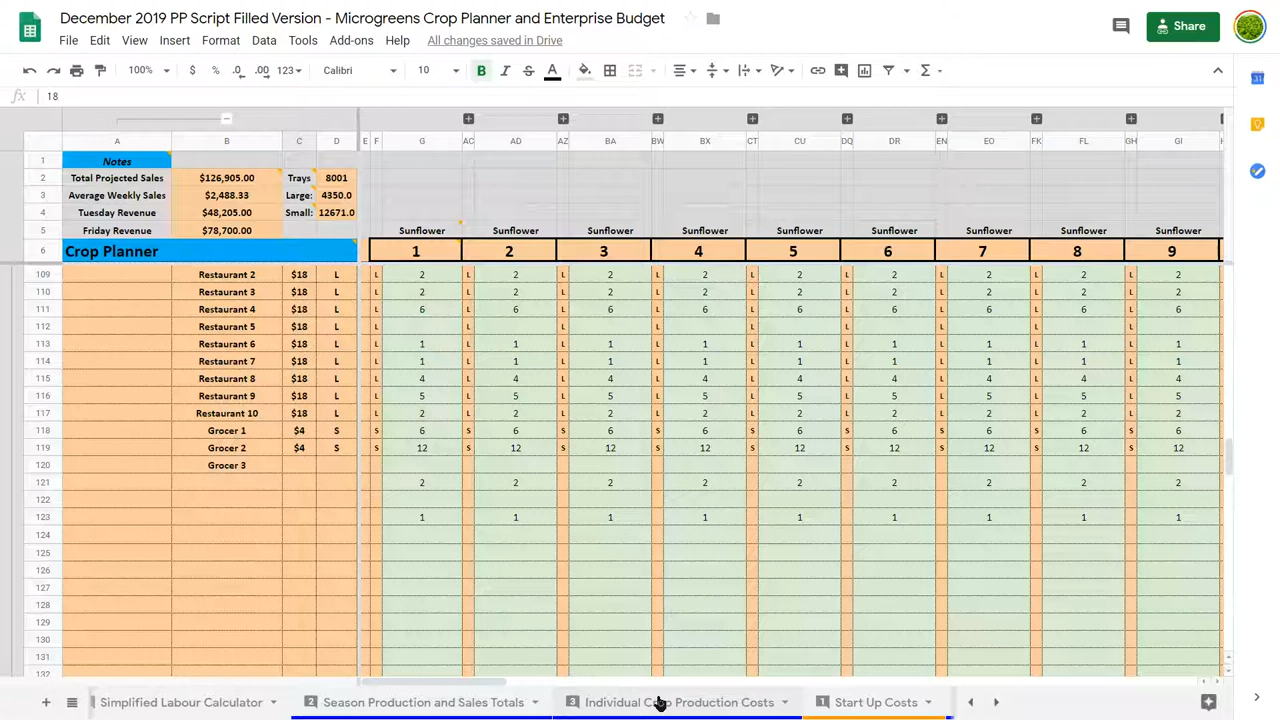 December 2019 PP Script Filled Version - Microgreens Crop Planner and Enterprise Budget
File Edit View Insert Format Data Tools Add-ons Help All changes saved in Drive
Share
100% $ % .0 .00 123 Calibri 10 B I S A Σ
fx 18
A B C D E F G AC AD AZ BA BW BX CT CU DQ DR EN EO FK FL GH GI
1 Notes
2 Total Projected Sales $126,905.00 Trays 8001
3 Average Weekly Sales $2,488.33 Large: 4350.0
4 Tuesday Revenue $48,205.00 Small: 12671.0
5 Friday Revenue $78,700.00 Sunflower Sunflower Sunflower Sunflower Sunflower Sunflower Sunflower Sunflower Sunflower
6 Crop Planner 1 2 3 4 5 6 7 8 9
109 Restaurant 2 $18 L L 2 L 2 L 2 L 2 L 2 L 2 L 2 L 2 L 2
110 Restaurant 3 $18 L L 2 L 2 L 2 L 2 L 2 L 2 L 2 L 2 L 2
111 Restaurant 4 $18 L L 6 L 6 L 6 L 6 L 6 L 6 L 6 L 6 L 6
112 Restaurant 5 $18 L L L L L L L L L L
113 Restaurant 6 $18 L L 1 L 1 L 1 L 1 L 1 L 1 L 1 L 1 L 1
114 Restaurant 7 $18 L L 1 L 1 L 1 L 1 L 1 L 1 L 1 L 1 L 1
115 Restaurant 8 $18 L L 4 L 4 L 4 L 4 L 4 L 4 L 4 L 4 L 4
116 Restaurant 9 $18 L L 5 L 5 L 5 L 5 L 5 L 5 L 5 L 5 L 5
117 Restaurant 10 $18 L L 2 L 2 L 2 L 2 L 2 L 2 L 2 L 2 L 2
118 Grocer 1 $4 S S 6 S 6 S 6 S 6 S 6 S 6 S 6 S 6 S 6
119 Grocer 2 $4 S S 12 S 12 S 12 S 12 S 12 S 12 S 12 S 12 S 12
120 Grocer 3
121 2 2 2 2 2 2 2 2 2
122
123 1 1 1 1 1 1 1 1 1
124
125
126
127
128
129
130
131
132
Simplified Labour Calculator 2 Season Production and Sales Totals 3 Individual Crop Production Costs 1 Start Up Costs